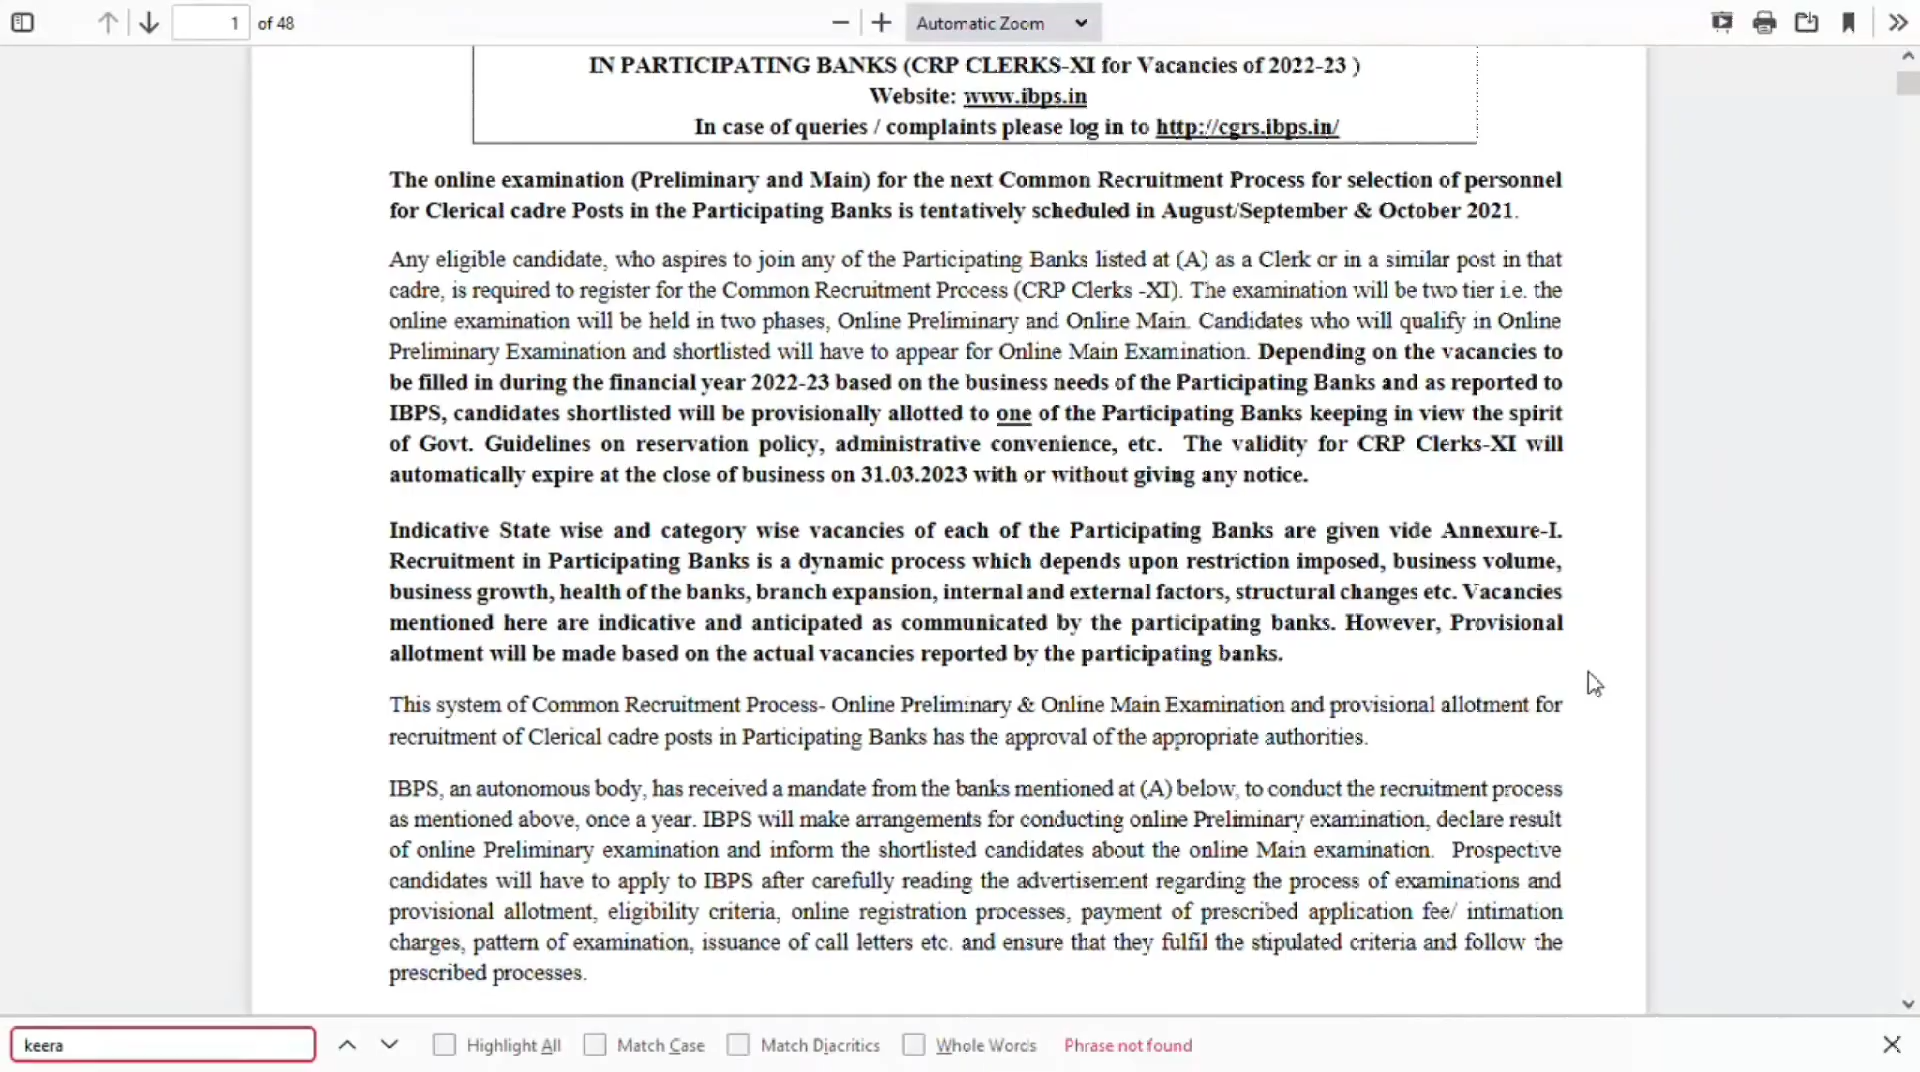 1 of 48
Automatic Zoom
IN PARTICIPATING BANKS (CRP CLERKS-XI for Vacancies of 2022-23 )
Website: www.ibps.in
In case of queries / complaints please log in to http://cgrs.ibps.in/
The online examination (Preliminary and Main) for the next Common Recruitment Process for selection of personnel
for Clerical cadre Posts in the Participating Banks is tentatively scheduled in August/September & October 2021.
Any eligible candidate, who aspires to join any of the Participating Banks listed at (A) as a Clerk or in a similar post in that
cadre, is required to register for the Common Recruitment Process (CRP Clerks -XI). The examination will be two tier i.e. the
online examination will be held in two phases, Online Preliminary and Online Main. Candidates who will qualify in Online
Preliminary Examination and shortlisted will have to appear for Online Main Examination. Depending on the vacancies to
be filled in during the financial year 2022-23 based on the business needs of the Participating Banks and as reported to
IBPS, candidates shortlisted will be provisionally allotted to one of the Participating Banks keeping in view the spirit
of Govt. Guidelines on reservation policy, administrative convenience, etc. The validity for CRP Clerks-XI will
automatically expire at the close of business on 31.03.2023 with or without giving any notice.
Indicative State wise and category wise vacancies of each of the Participating Banks are given vide Annexure-I.
Recruitment in Participating Banks is a dynamic process which depends upon restriction imposed, business volume,
business growth, health of the banks, branch expansion, internal and external factors, structural changes etc. Vacancies
mentioned here are indicative and anticipated as communicated by the participating banks. However, Provisional
allotment will be made based on the actual vacancies reported by the participating banks.
This system of Common Recruitment Process- Online Preliminary & Online Main Examination and provisional allotment for
recruitment of Clerical cadre posts in Participating Banks has the approval of the appropriate authorities.
IBPS, an autonomous body, has received a mandate from the banks mentioned at (A) below, to conduct the recruitment process
as mentioned above, once a year. IBPS will make arrangements for conducting online Preliminary examination, declare result
of online Preliminary examination and inform the shortlisted candidates about the online Main examination. Prospective
candidates will have to apply to IBPS after carefully reading the advertisement regarding the process of examinations and
provisional allotment, eligibility criteria, online registration processes, payment of prescribed application fee/ intimation
charges, pattern of examination, issuance of call letters etc. and ensure that they fulfil the stipulated criteria and follow the
prescribed processes.
keera Highlight All Match Case Match Diacritics Whole Words Phrase not found